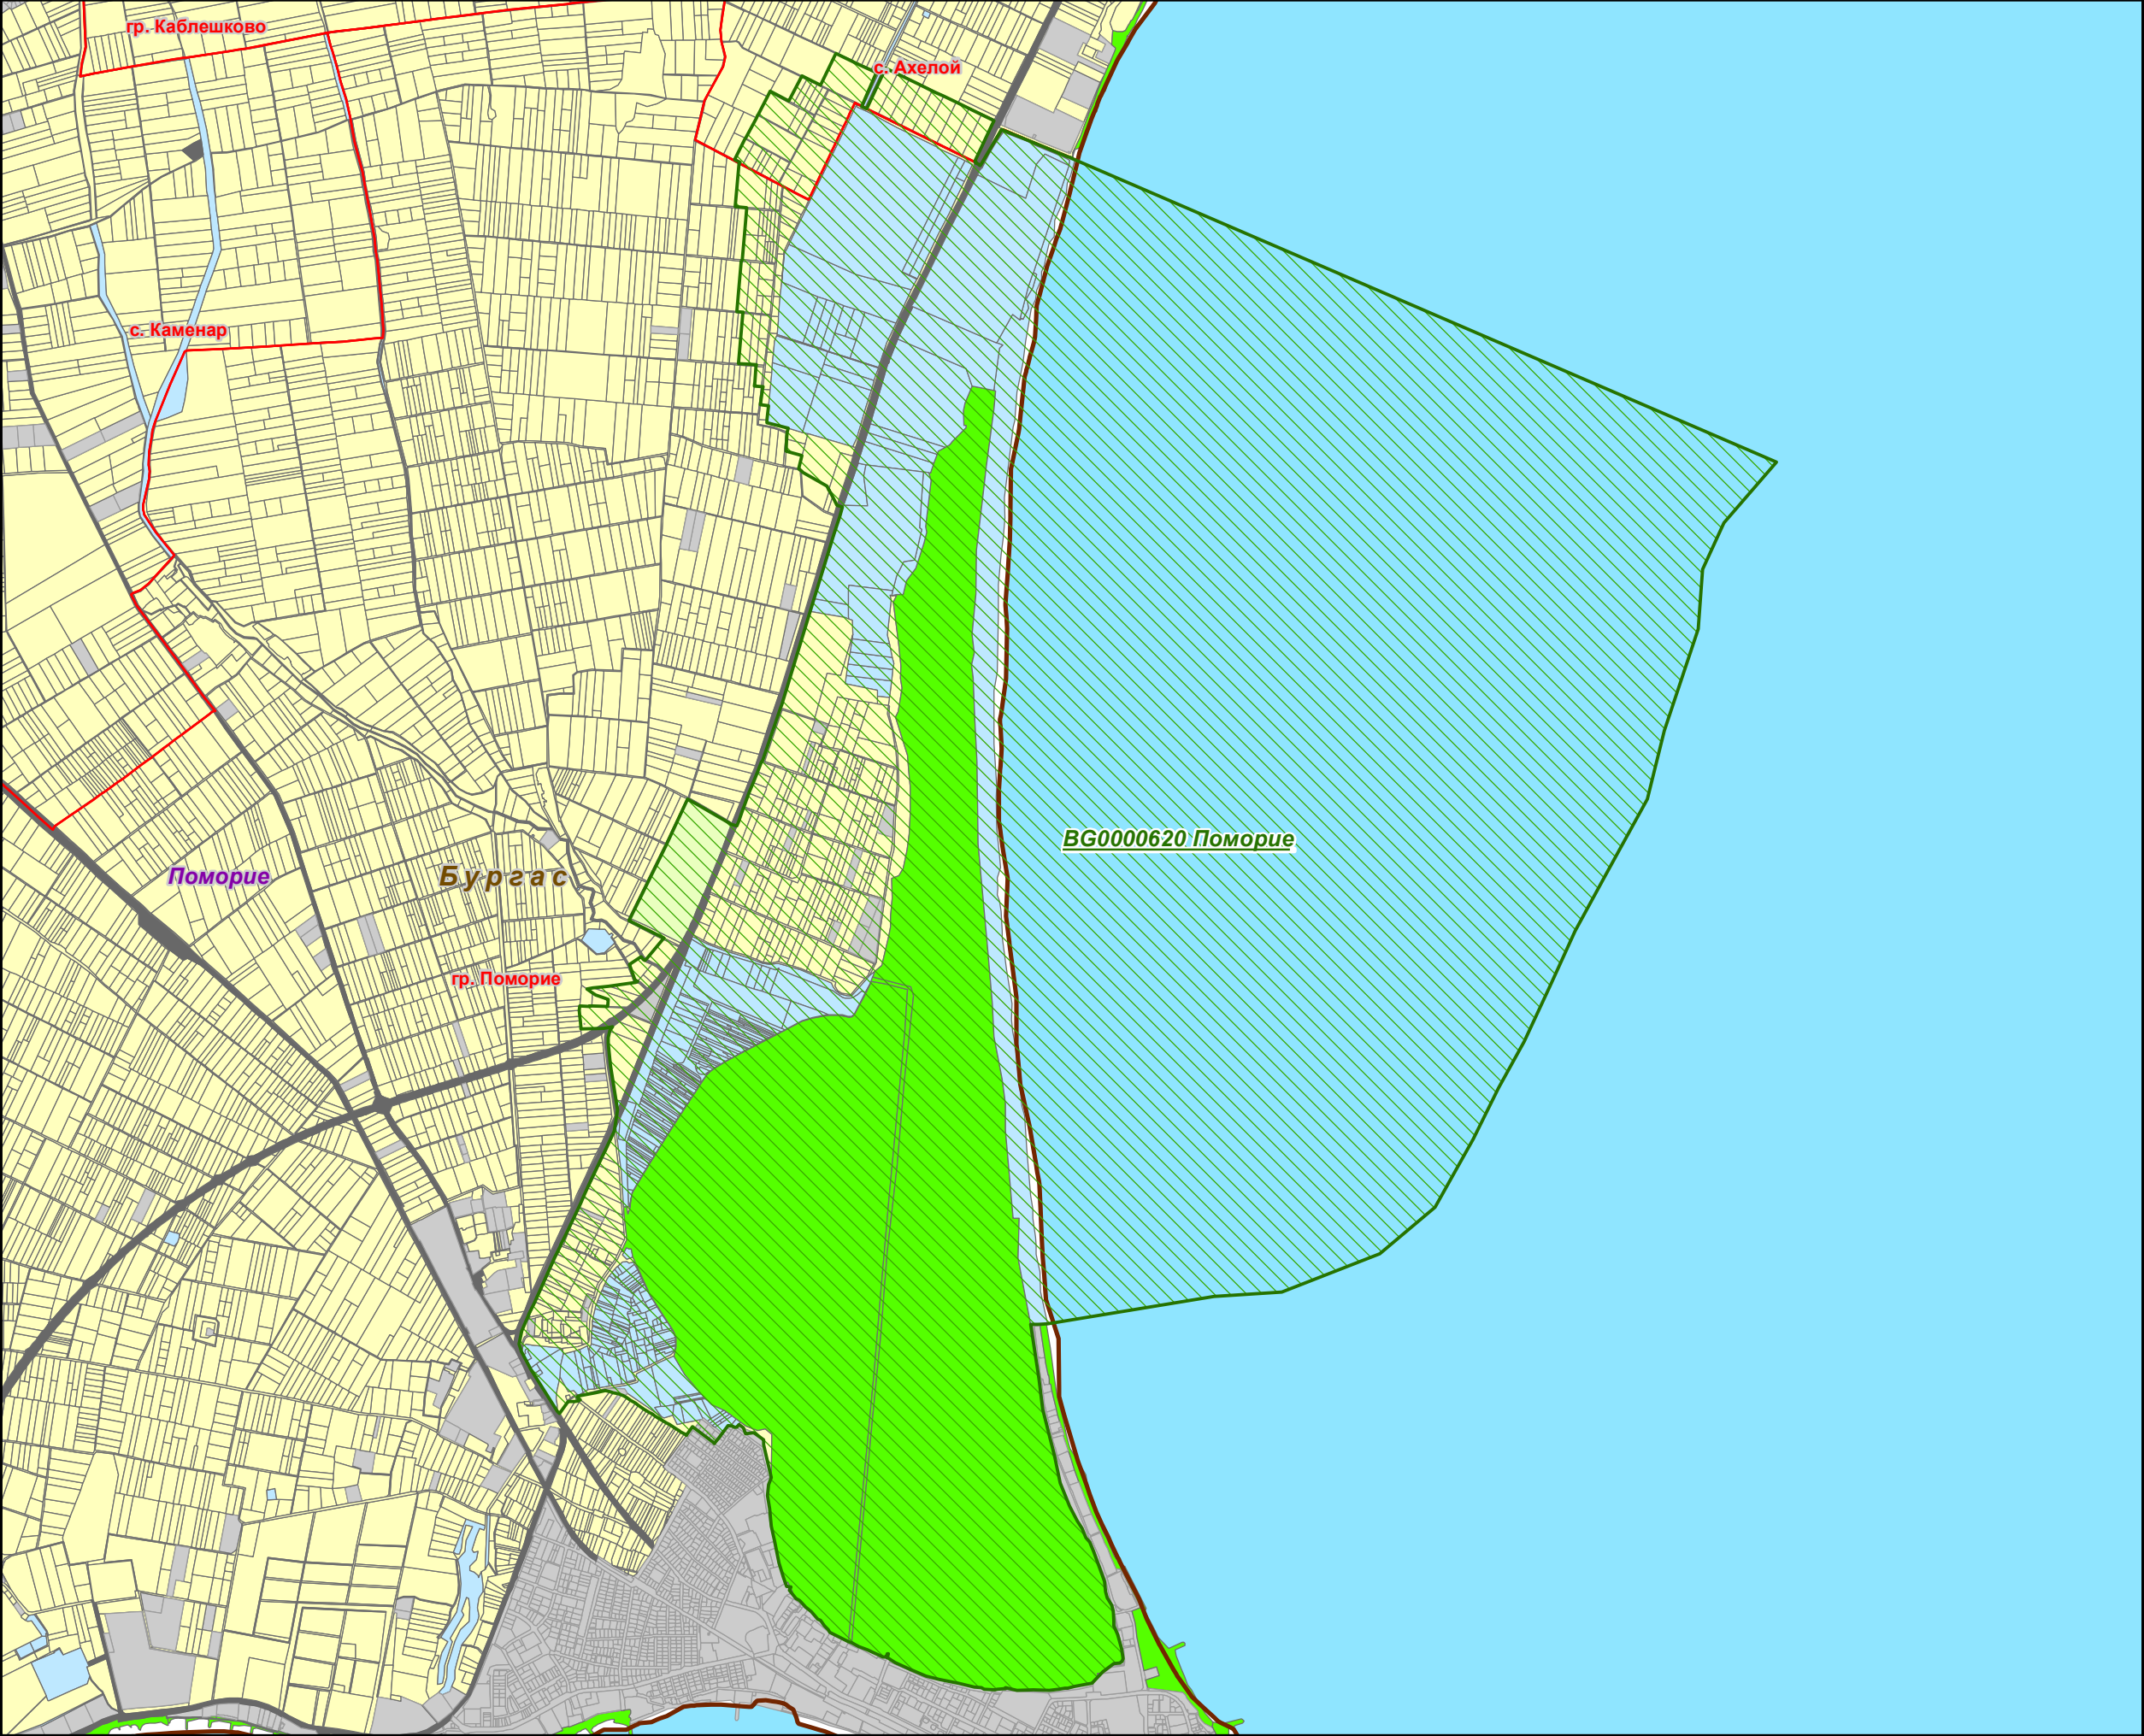 гр. Каблешково
с. Ахелой
с. Каменар
BG0000620 Поморие
Поморие
Бургас
гр. Поморие